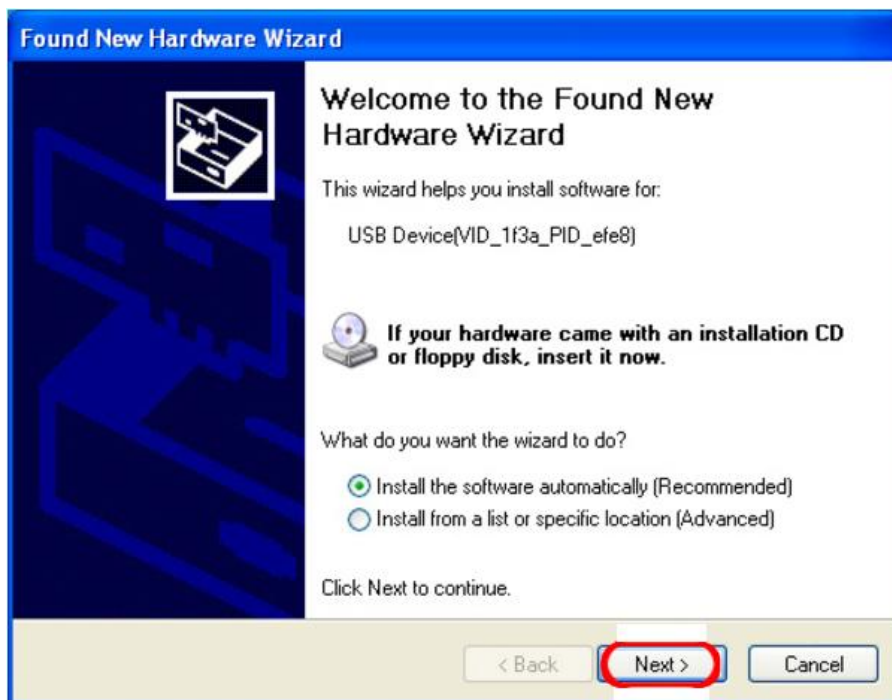 Found New Hardware Wizard
Welcome to the Found New
Hardware Wizard
This wizard helps you install software for:
USB Device(VID_1f3a_PID_efe8)
If your hardware came with an installation CD
or floppy disk, insert it now.
What do you want the wizard to do?
Install the software automatically (Recommended)
Install from a list or specific location (Advanced)
Click Next to continue.
< Back Next > Cancel